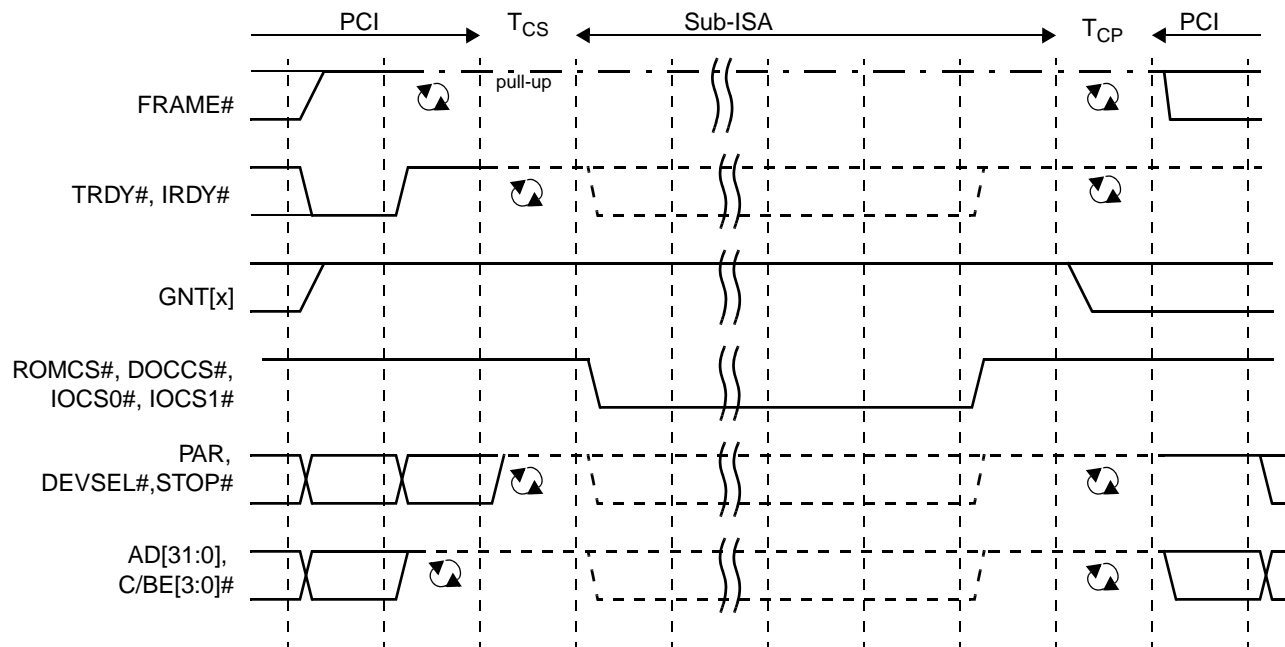 PCI TCS Sub-ISA TCP PCI
pull-up
FRAME#
TRDY#, IRDY#
GNT[x]
ROMCS#, DOCCS#,
IOCS0#, IOCS1#
PAR,
DEVSEL#,STOP#
AD[31:0],
C/BE[3:0]#